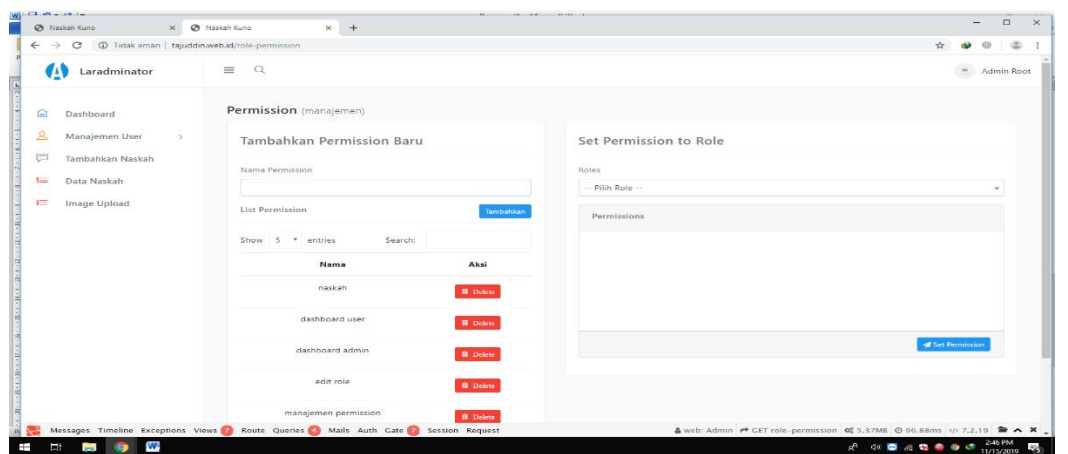 Naskah Kuno
Naskah Kuno
Tidak aman | tajuddin.web.id/role-permission
Laradminator
Admin Root
Dashboard
Manajemen User
Tambahkan Naskah
Data Naskah
Image Upload
Permission (manajemen)
Tambahkan Permission Baru
Nama Permission
List Permission
Tambahkan
Show 5 entries Search:
Nama Aksi
naskah Delete
dashboard user Delete
dashboard admin Delete
edit role Delete
manajemen permission Delete
Set Permission to Role
Roles
-- Pilih Role --
Permissions
Set Permission
Messages Timeline Exceptions Views 7 Route Queries 4 Mails Auth Gate 7 Session Request
web: Admin GET role-permission 5.37MB 96.88ms 7.2.19
2:46 PM
11/15/2019